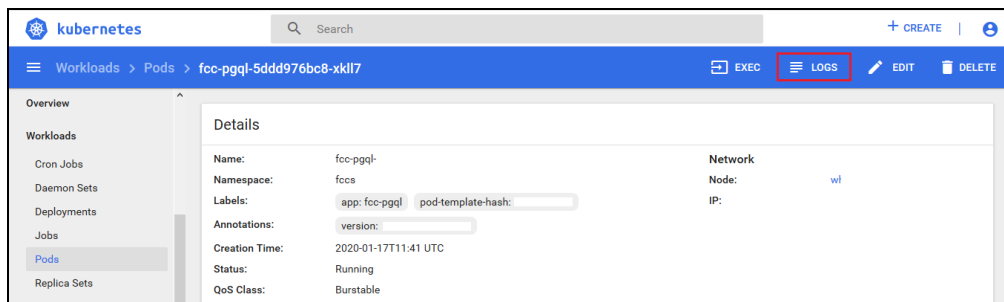 kubernetes
Search
+ CREATE |
Workloads > Pods > fcc-pgql-5ddd976bc8-xkll7
EXEC
LOGS
EDIT
DELETE
Overview
Workloads
Cron Jobs
Daemon Sets
Deployments
Jobs
Pods
Replica Sets
Details
Name: fcc-pgql-
Namespace: fccs
Labels: app: fcc-pgql pod-template-hash:
Annotations: version:
Creation Time: 2020-01-17T11:41 UTC
Status: Running
QoS Class: Burstable
Network
Node:
IP: